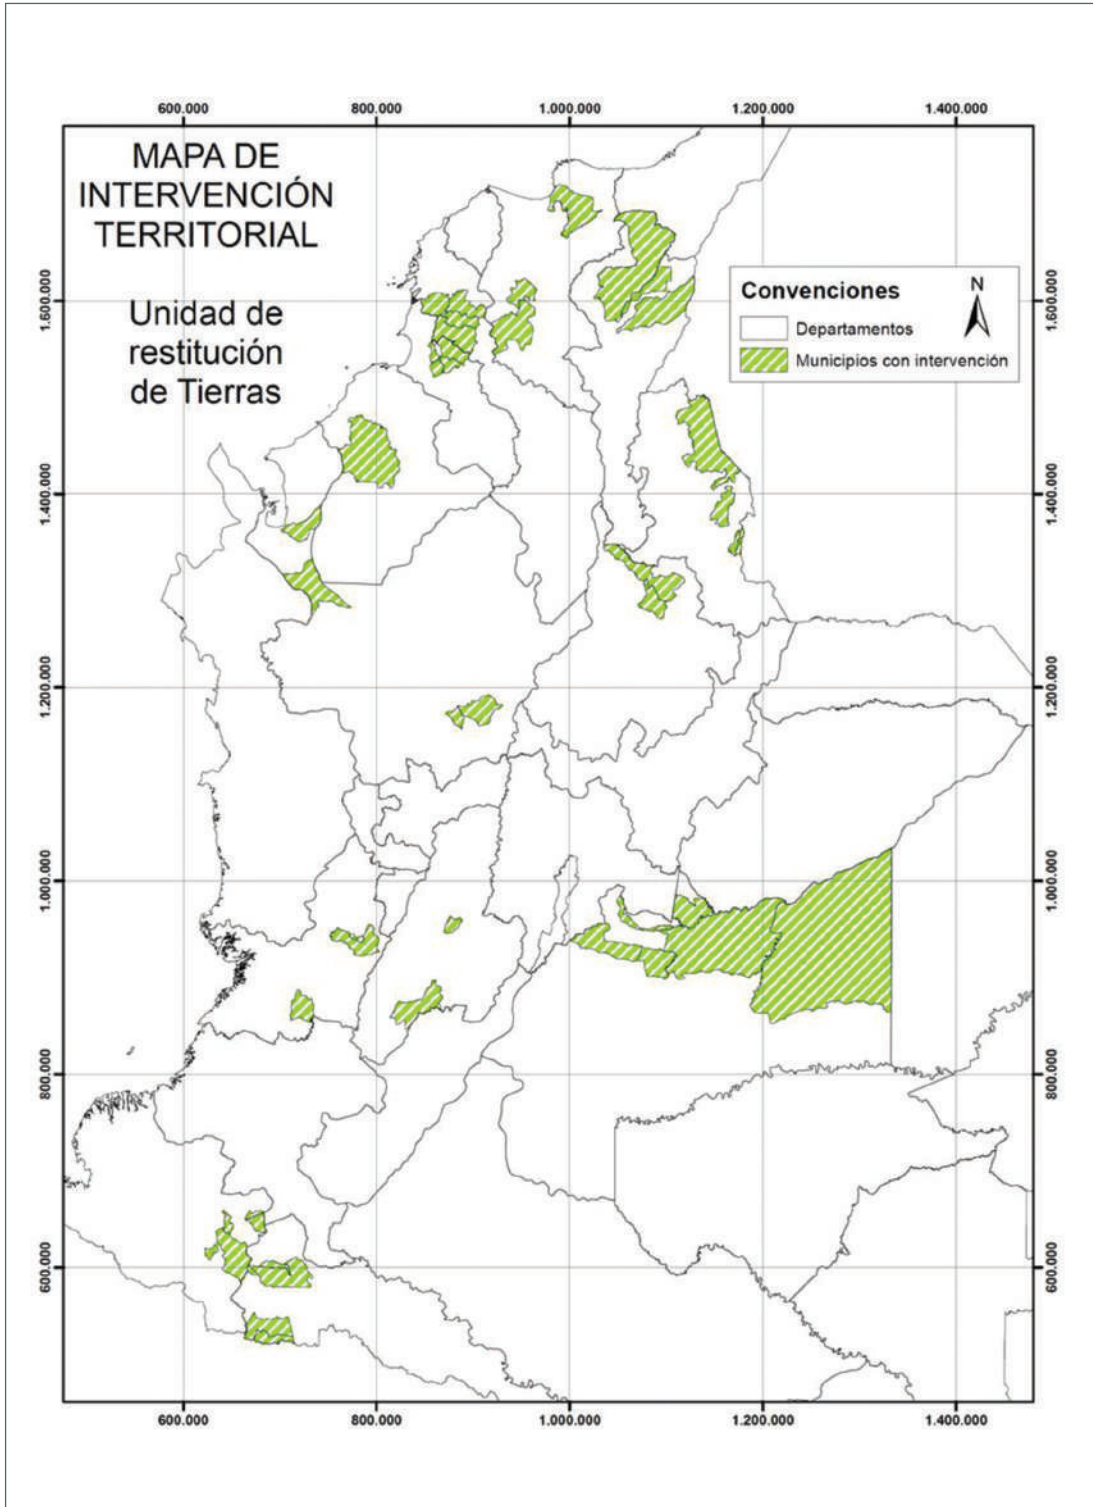 600.000 800.000 1.000.000 1.200.000 1.400.000
MAPA DE
INTERVENCIÓN
TERRITORIAL
Unidad de
restitución
de Tierras
Convenciones
N
Departamentos
Municipios con intervención
1.600.000
1.400.000
1.200.000
1.000.000
800.000
600.000
1.600.000
1.400.000
1.200.000
1.000.000
800.000
600.000
600.000 800.000 1.000.000 1.200.000 1.400.000